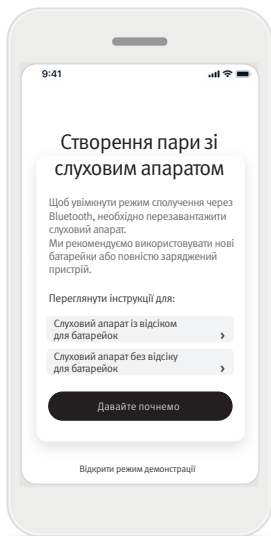 9:41
Створення пари зі
слуховим апаратом
Щоб увімкнути режим сполучення через
Bluetooth, необхідно перезавантажити
слуховий апарат.
Ми рекомендуємо використовувати нові
батарейки або повністю заряджений
пристрій.
Переглянути інструкції для:
Слуховий апарат із відсіком
для батарейок
Слуховий апарат без відсіку
для батарейок
Давайте почнемо
Відкрити режим демонстрації